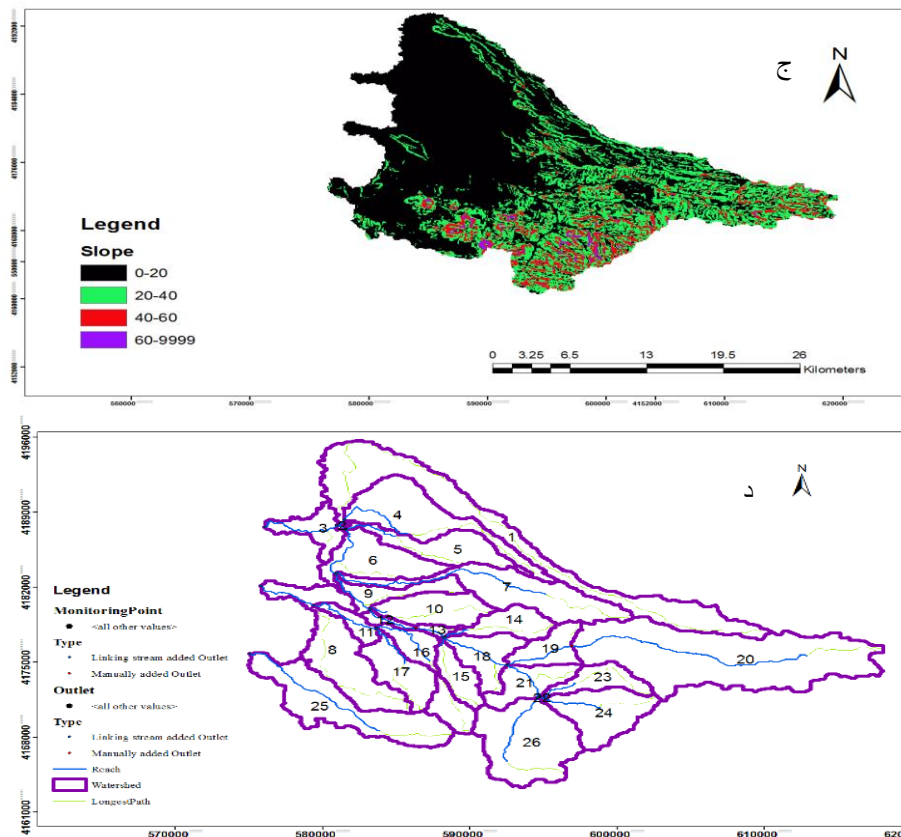 ج
N
Legend
Slope
0-20
20-40
40-60
60-9999
0 3.25 6.5 13 19.5 26
Kilometers
560000 570000 580000 590000 600000 4152000 610000 620000
4196000
4189000
4182000
4175000
4168000
4161000
د
N
1
2
3
4
5
6
7
8
9
10
11
12
13
14
15
16
17
18
19
20
21
23
24
25
26
Legend
MonitoringPoint
<all other values>
Type
Linking stream added Outlet
Manually added Outlet
Outlet
<all other values>
Type
Linking stream added Outlet
Manually added Outlet
Reach
Watershed
LongestPath
570000 580000 590000 600000 610000